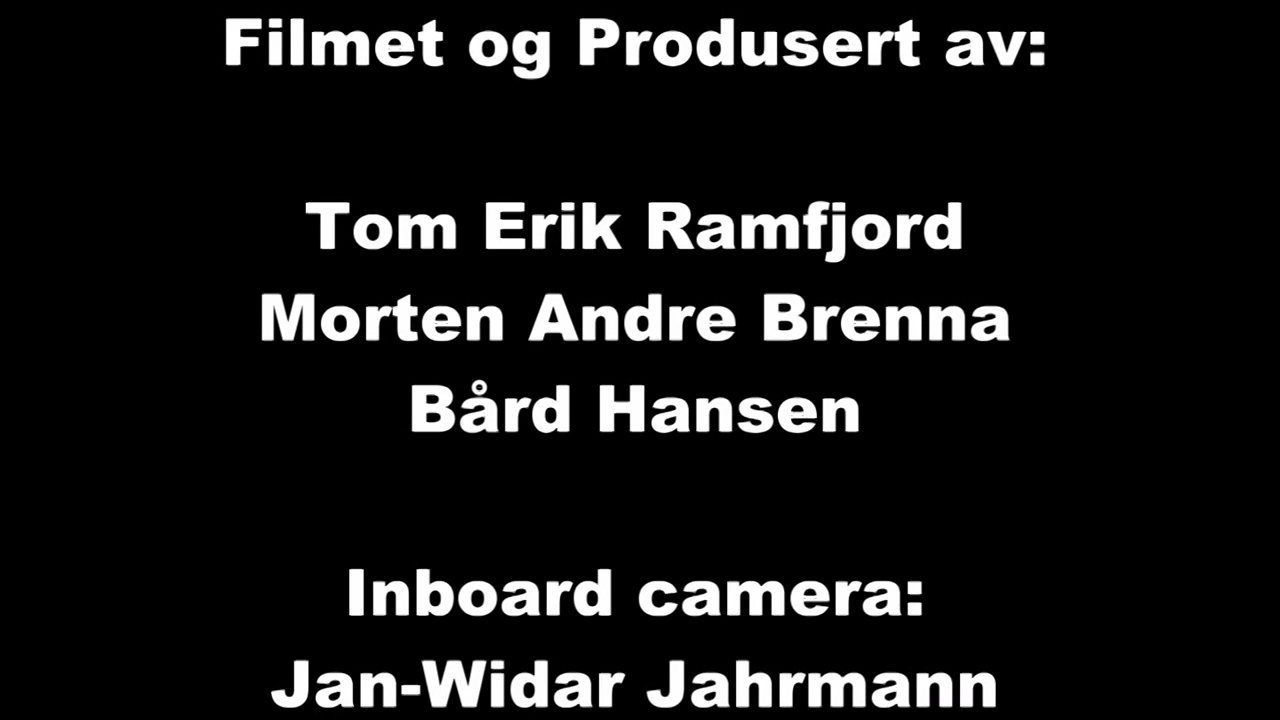 Filmet og Produsert av:
Tom Erik Ramfjord
Morten Andre Brenna
Bård Hansen
Inboard camera:
Jan-Widar Jahrmann